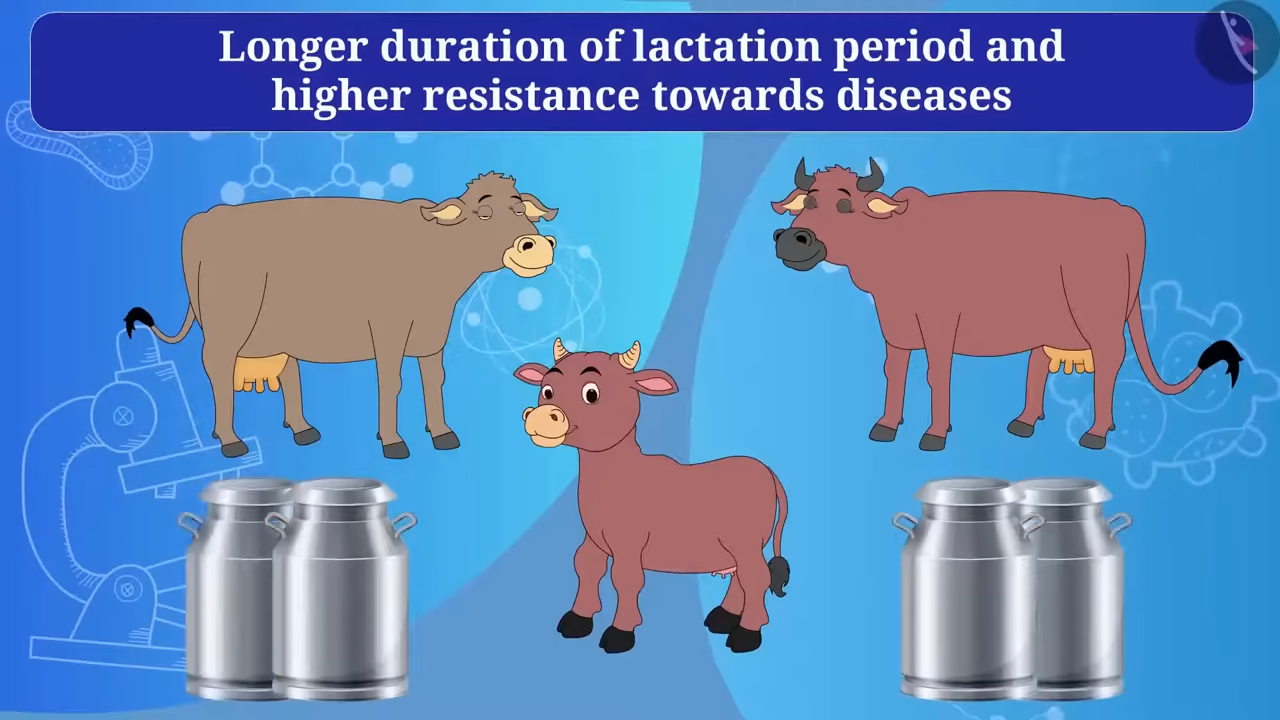 Longer duration of lactation period and
higher resistance towards diseases